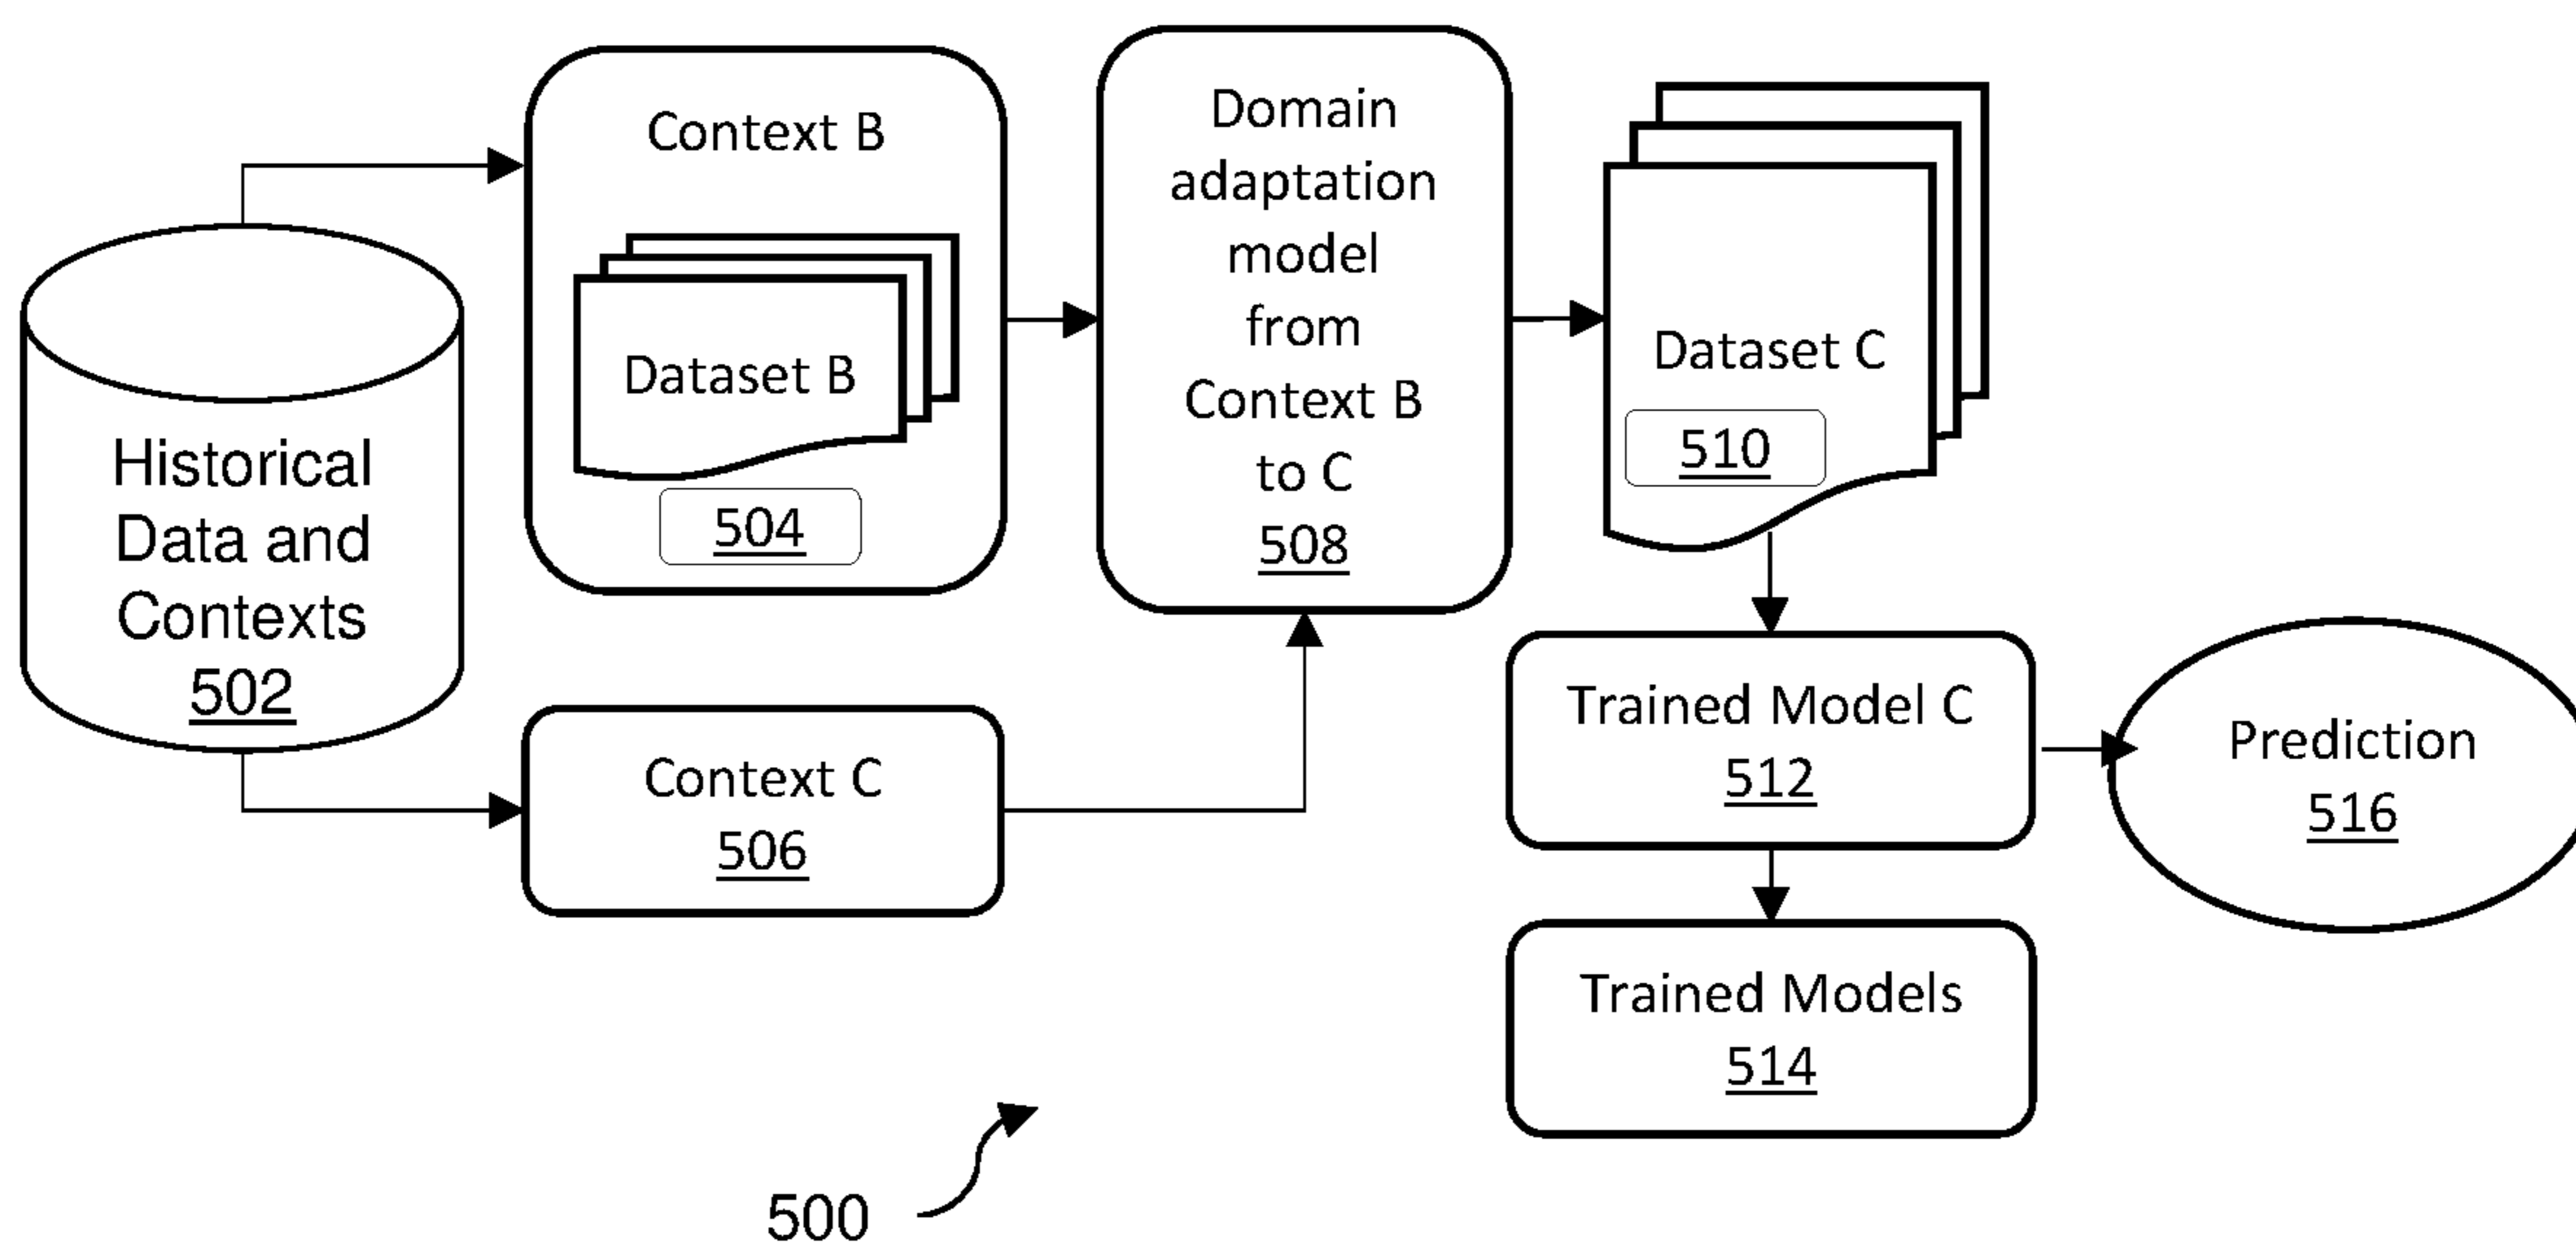 Historical
Data and
Contexts
502
Context B
Dataset B
504
Context C
506
Domain
adaptation
model
from
Context B
to C
508
Dataset C
510
Trained Model C
512
Trained Models
514
Prediction
516
500